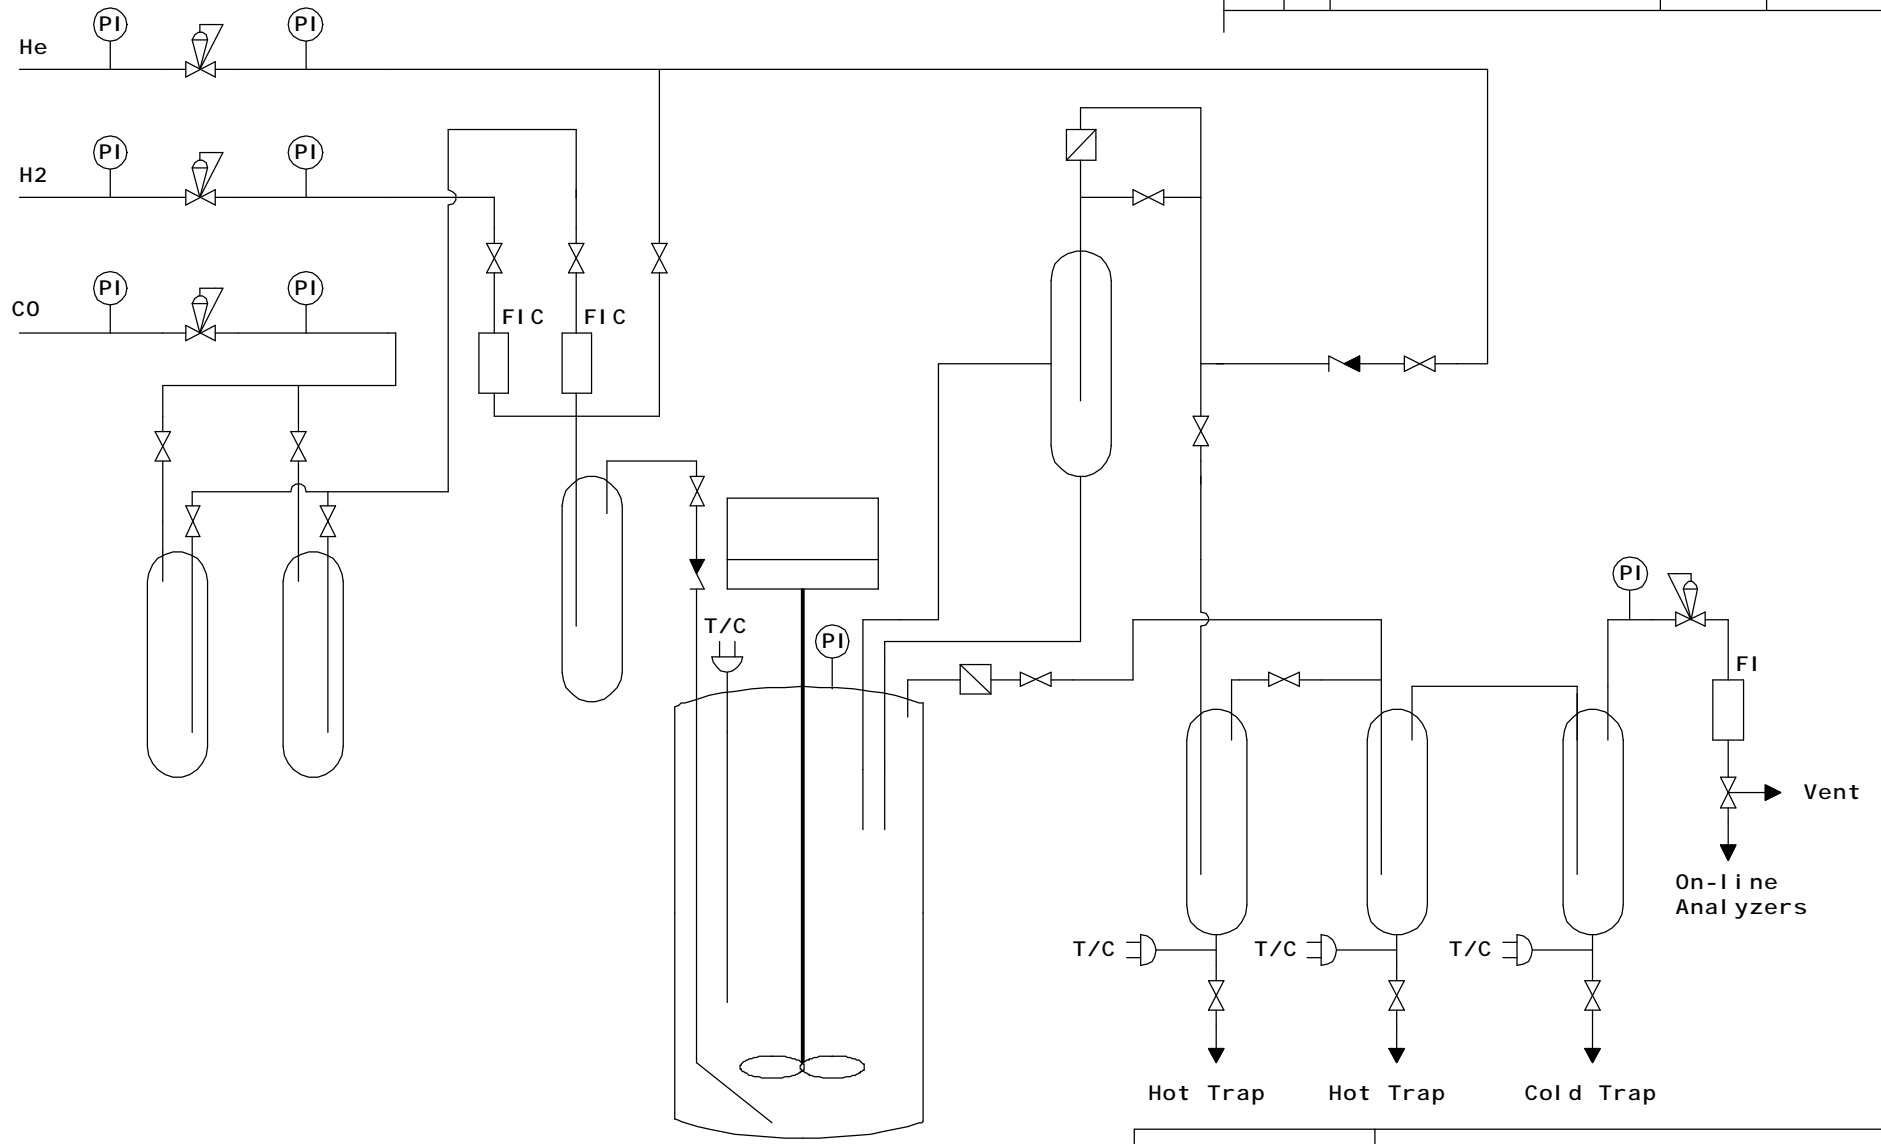 PI
PI
He
PI
PI
H2
PI
PI
CO
FIC
FIC
PI
T/C
PI
FI
Vent
On-line
Analyzers
T/C
T/C
T/C
Hot Trap
Hot Trap
Cold Trap